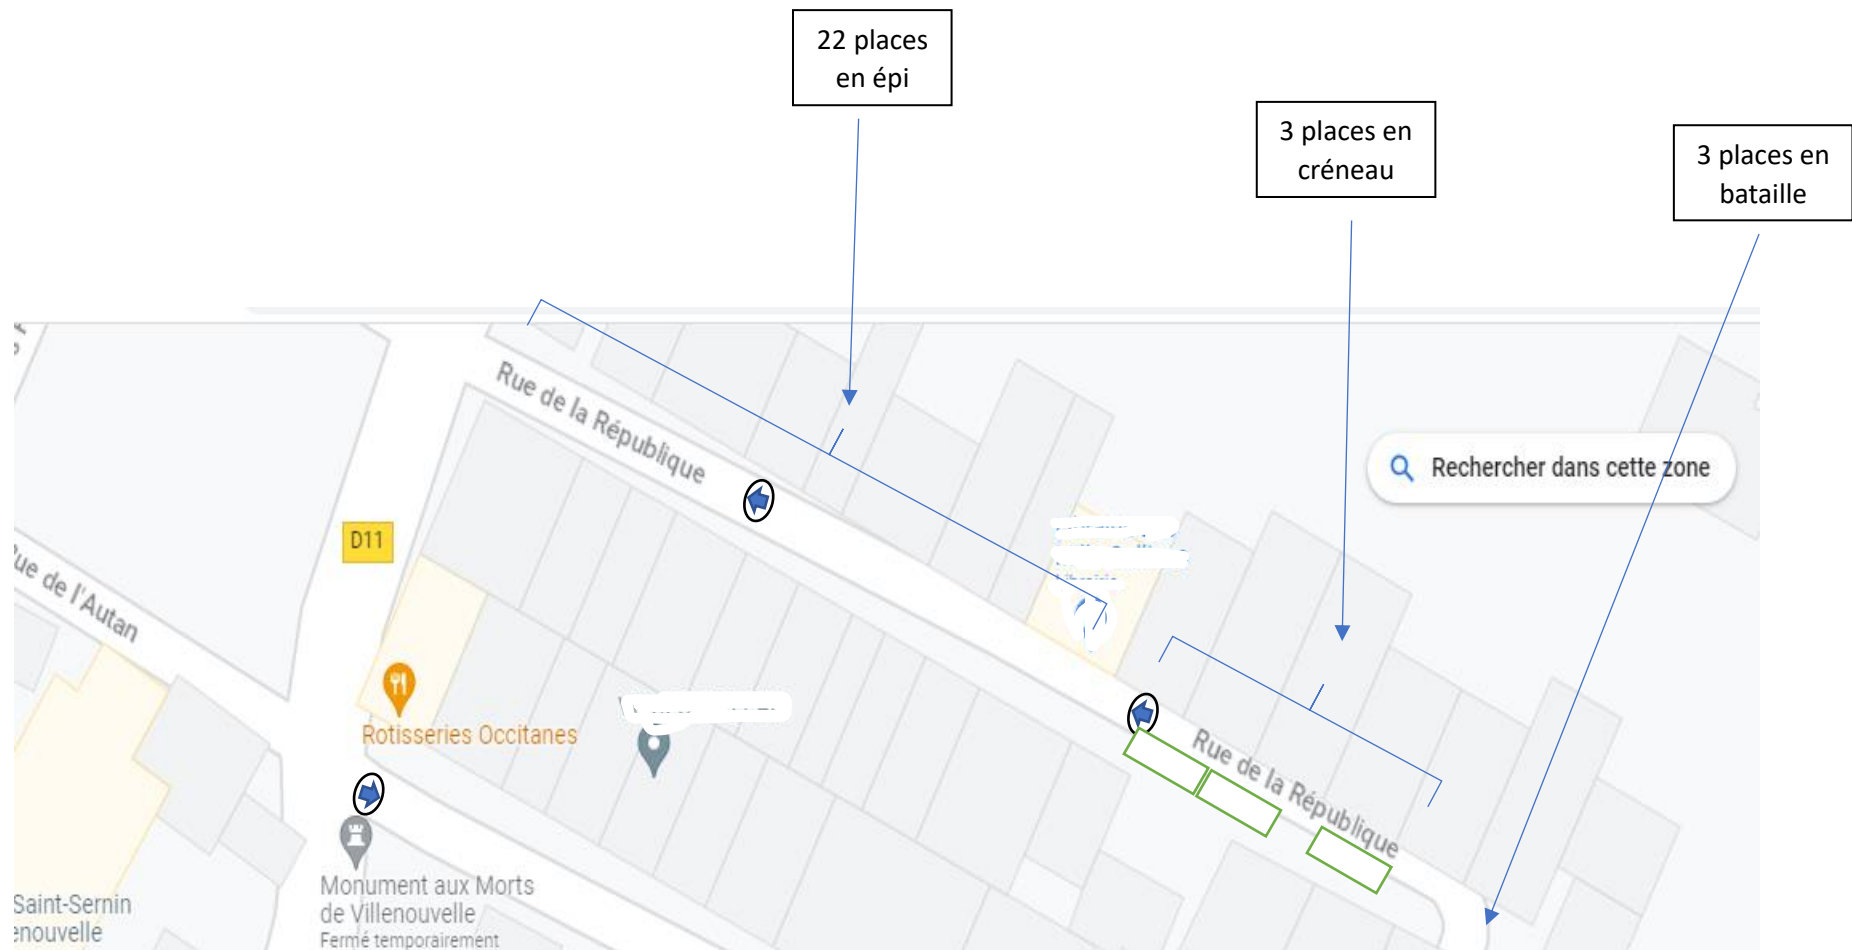 22 places
en épi
3 places en
créneau
3 places en
bataille
Rue de la République
Rechercher dans cette zone
D11
de l'Autan
Rotisseries Occitanes
Rue de la République
Monument aux Morts
de Villenouvelle
Fermé temporairement
Saint-Sernin